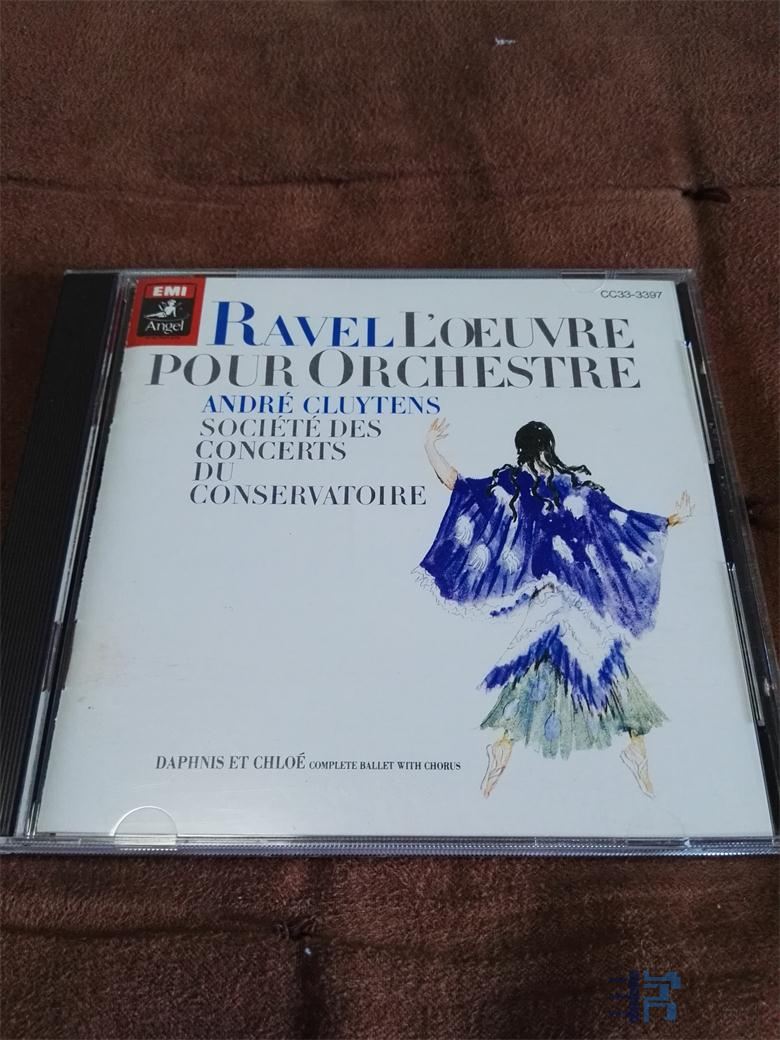 EMI
Angel
CC33-3397
RAVEL L'ŒUVRE
POUR ORCHESTRE
ANDRÉ CLUYTENS
SOCIÉTÉ DES
CONCERTS
DU
CONSERVATOIRE
DAPHNIS ET CHLOÉ COMPLETE BALLET WITH CHORUS